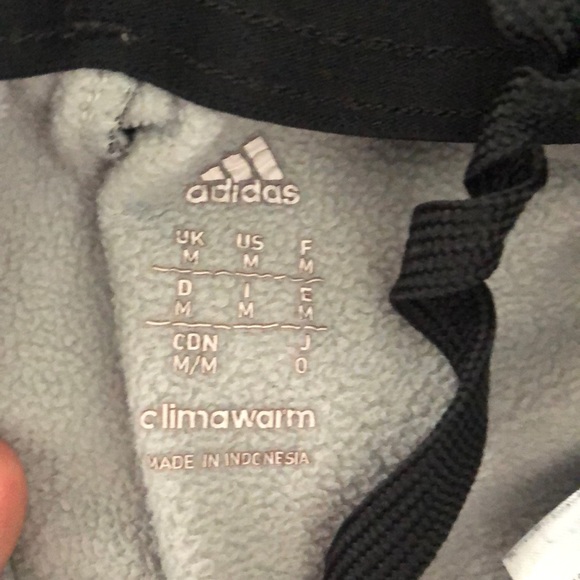 adidas
UK US F
M M M
D I E
M M M
CDN J
M/M O
climawarm
MADE IN INDONESIA